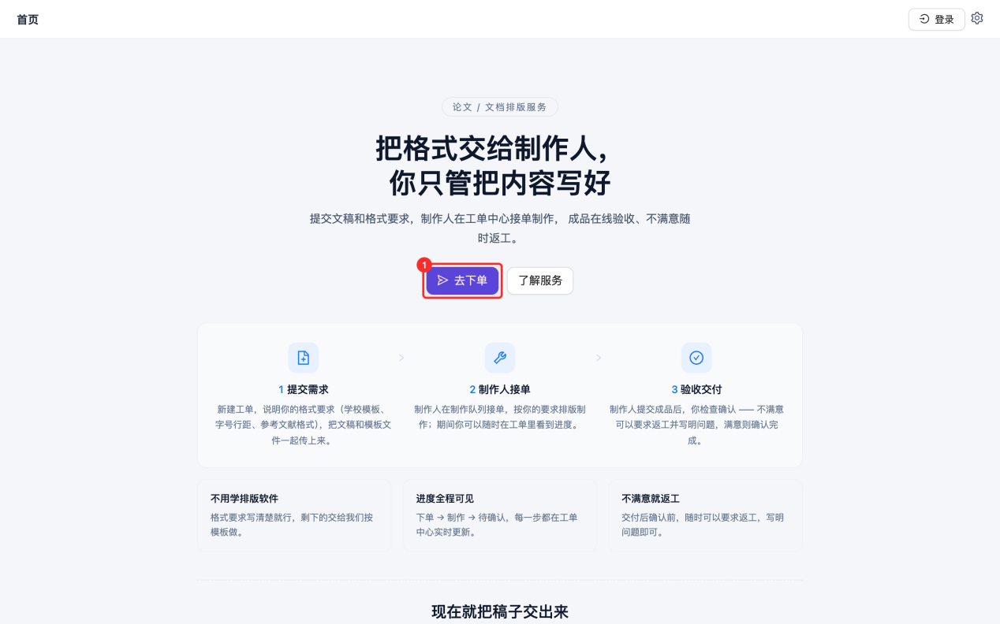 首页
登录
论文 / 文档排版服务
把格式交给制作人，
你只管把内容写好
提交文稿和格式要求，制作人在工单中心接单制作， 成品在线验收、不满意随
时返工。
1
去下单
了解服务
1 提交需求
新建工单，说明你的格式要求（学校模板、
字号行距、参考文献格式），把文稿和模板文
件一起传上来。
2 制作人接单
制作人在制作队列接单，按你的要求排版制
作；期间你可以随时在工单里看到进度。
3 验收交付
制作人提交成品后，你检查确认 —— 不满意
可以要求返工并写明问题，满意则确认完
成。
不用学排版软件
格式要求写清楚就行，剩下的交给我们按
模板做。
进度全程可见
下单 → 制作 → 待确认，每一步都在工单
中心实时更新。
不满意就返工
交付后确认前，随时可以要求返工，写明
问题即可。
现在就把稿子交出来